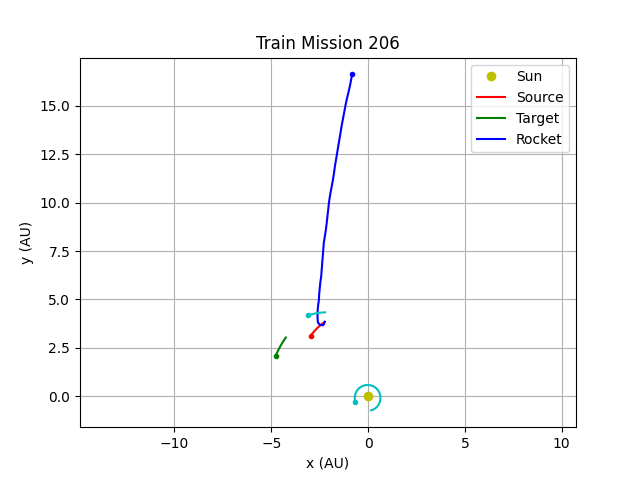 Train Mission 206
Sun
Source
Target
Rocket
y (AU)
15.0
12.5
10.0
7.5
5.0
2.5
0.0
−10
−5
0
5
10
x (AU)